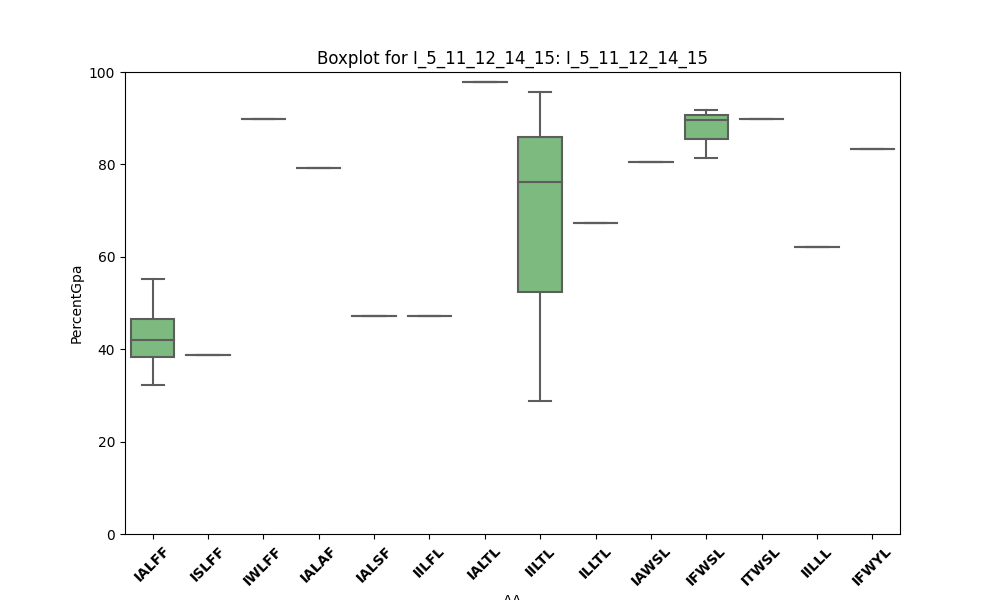 Boxplot for I_5_11_12_14_15: I_5_11_12_14_15
100
80
60
40
20
0
PercentGpa
IALFF
ISLFF
IWLFF
IALAF
IALSF
IILFL
IALTL
IILTL
ILLTL
IAWSL
IFWSL
ITWSL
IILLL
IFWYL
AA